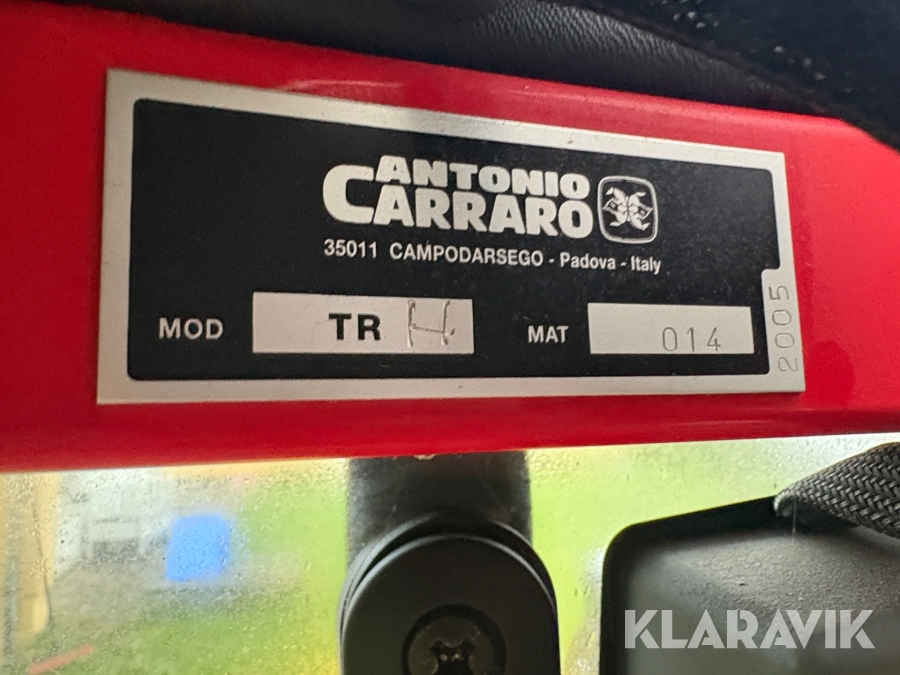 ANTONIO
CARRARO
35011 CAMPODARSEGO - Padova - Italy
MOD TR H MAT 014
2005
KLARAVIK